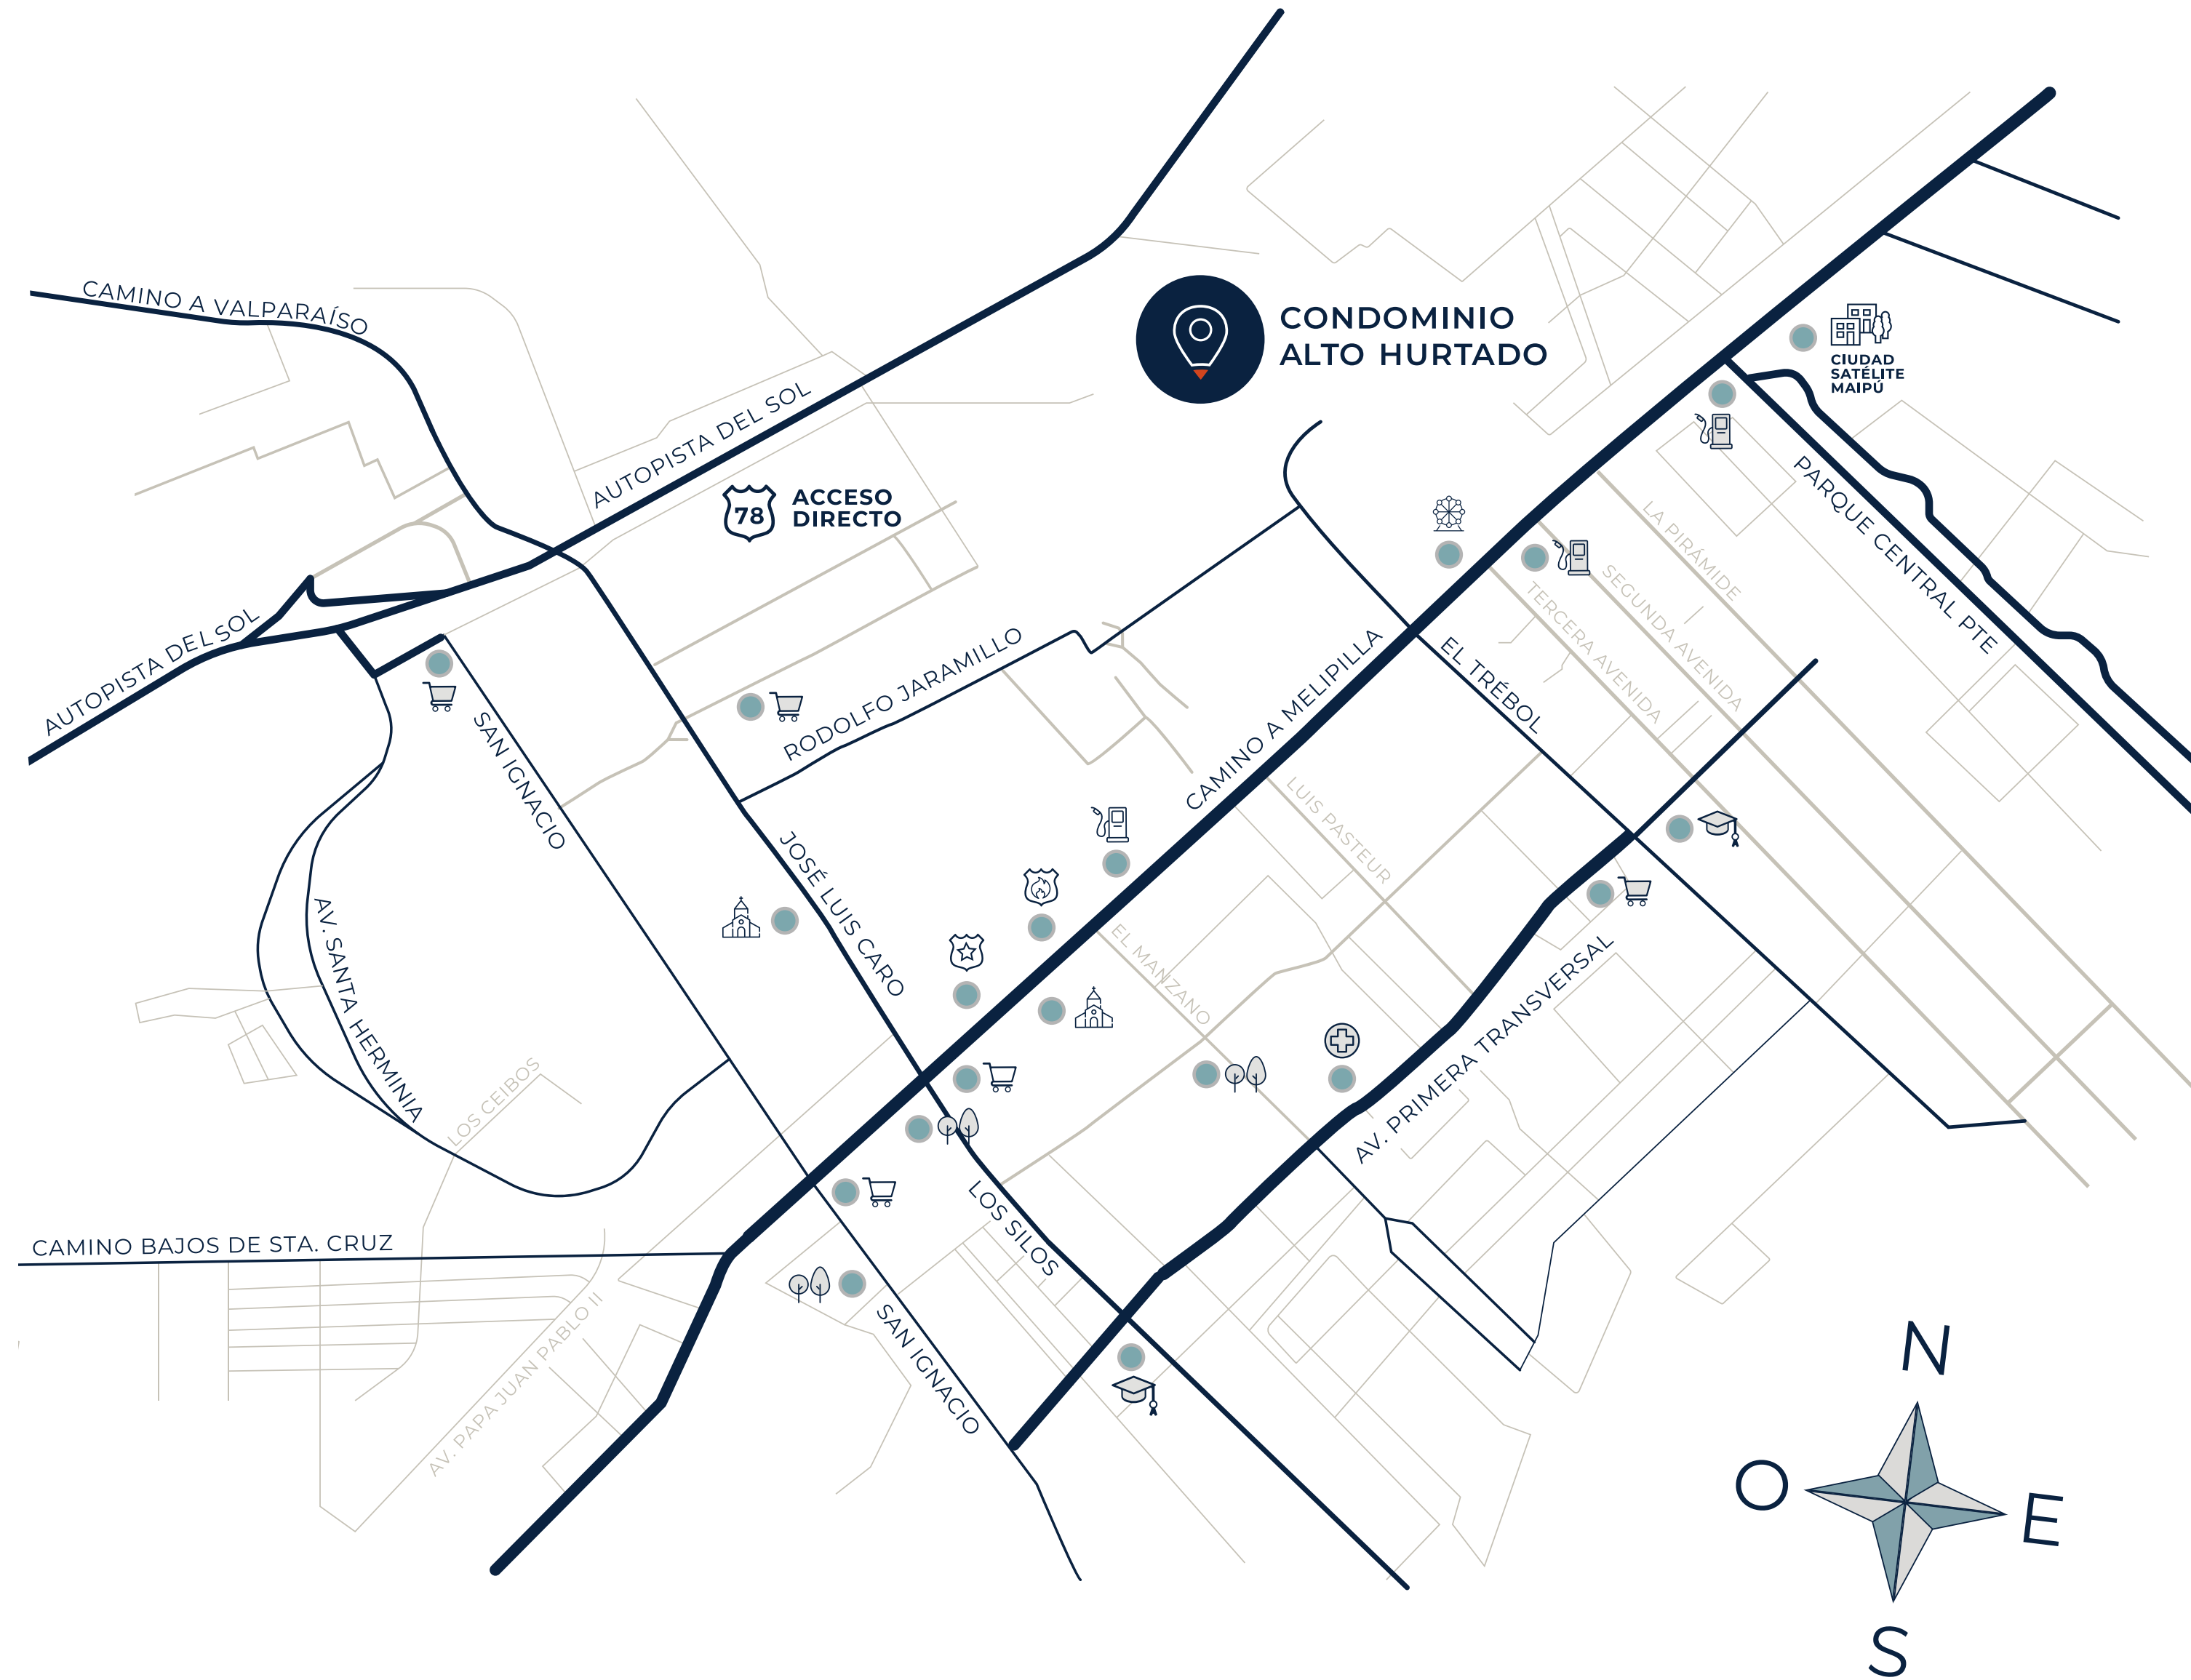 CAMINO A VALPARAÍSO
CONDOMINIO
ALTO HURTADO
CIUDAD
SATÉLITE
MAIPÚ
AUTOPISTA DEL SOL
78
ACCESO
DIRECTO
PARQUE CENTRAL PTE
LA PIRÁMIDE
SEGUNDA AVENIDA
TERCERA AVENIDA
EL TRÉBOL
AUTOPISTA DEL SOL
RODOLFO JARAMILLO
CAMINO A MELIPILLA
SAN IGNACIO
LUIS PASTEUR
JOSÉ LUIS CARO
AV. SANTA HERMINIA
EL MANZANO
AV. PRIMERA TRANSVERSAL
LOS CEIBOS
LOS SILOS
CAMINO BAJOS DE STA. CRUZ
AV. PAPA JUAN PABLO II
SAN IGNACIO
N
O
E
S